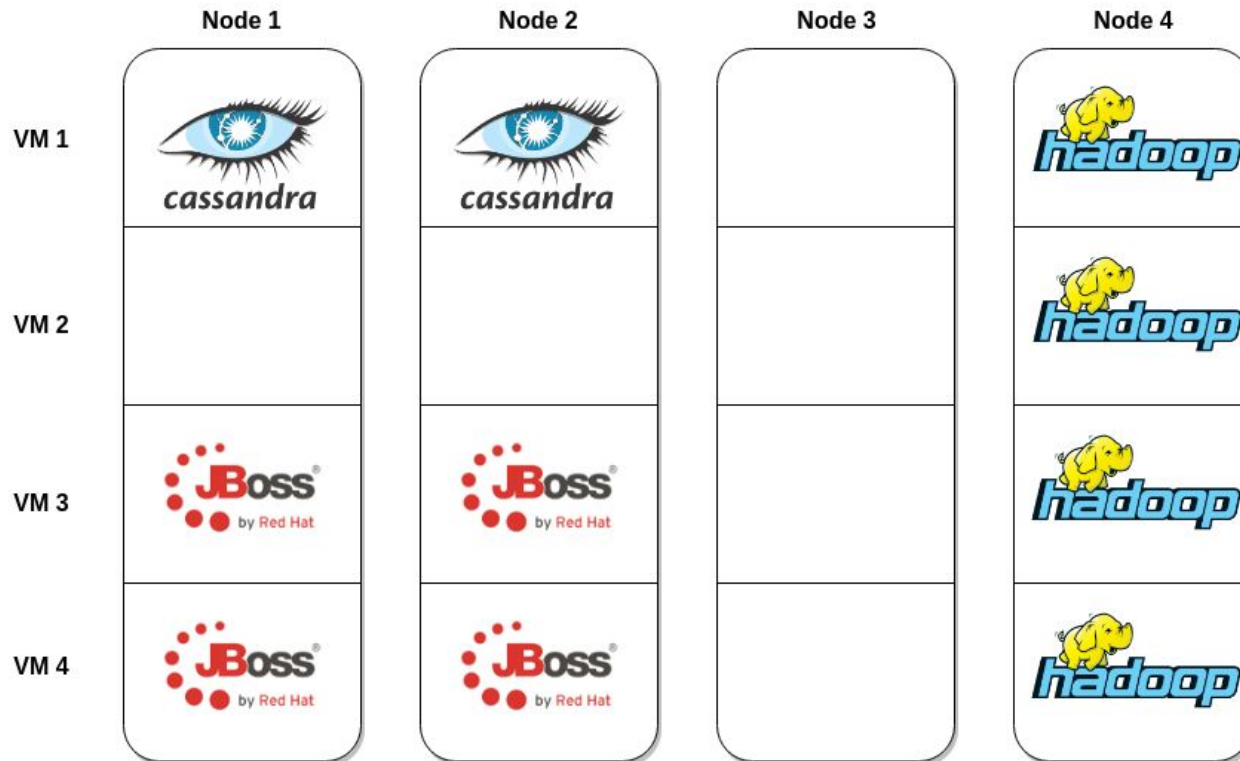 Node 1 Node 2 Node 3 Node 4
VM 1
cassandra cassandra hadoop
VM 2
hadoop
VM 3
JBoss® JBoss® hadoop
by Red Hat by Red Hat
VM 4
JBoss® JBoss® hadoop
by Red Hat by Red Hat